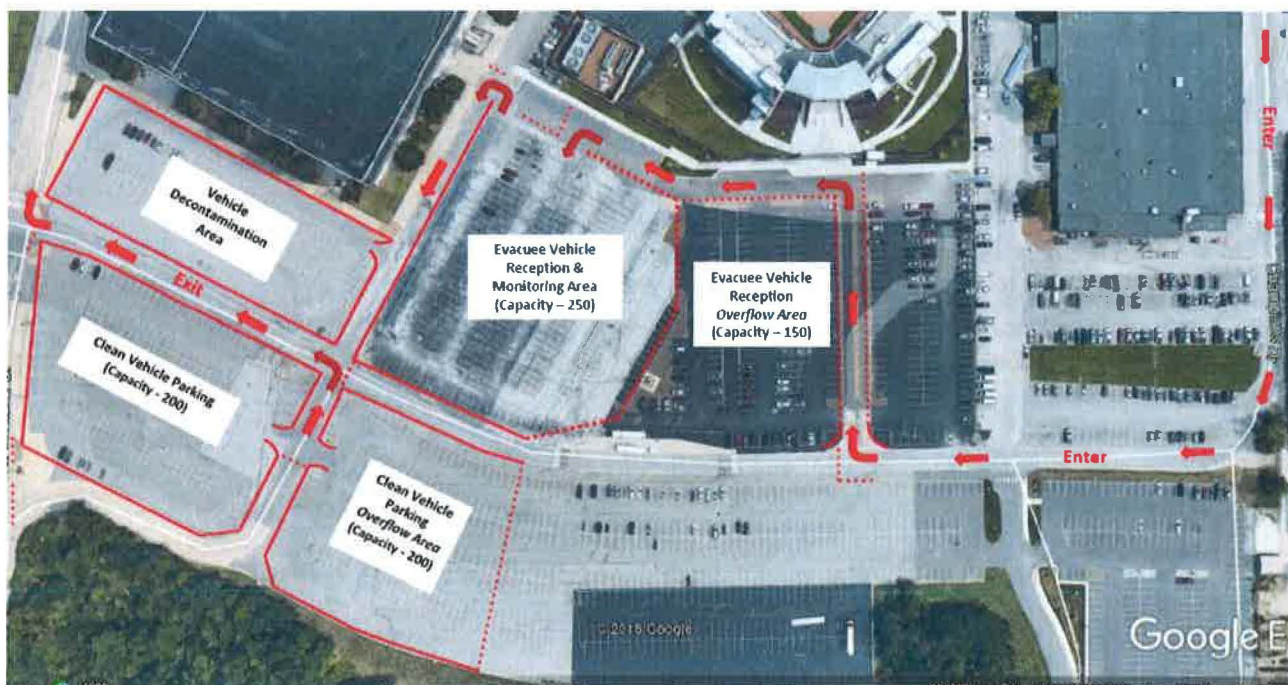 Enter
Vehicle
Decontamination
Area
Evacuee Vehicle
Reception &
Monitoring Area
(Capacity – 250)
Evacuee Vehicle
Reception
Overflow Area
(Capacity – 150)
Exit
Clean Vehicle Parking
(Capacity - 200)
Enter
Clean Vehicle
Parking
Overflow Area
(Capacity - 200)
© 2018 Google
Google E